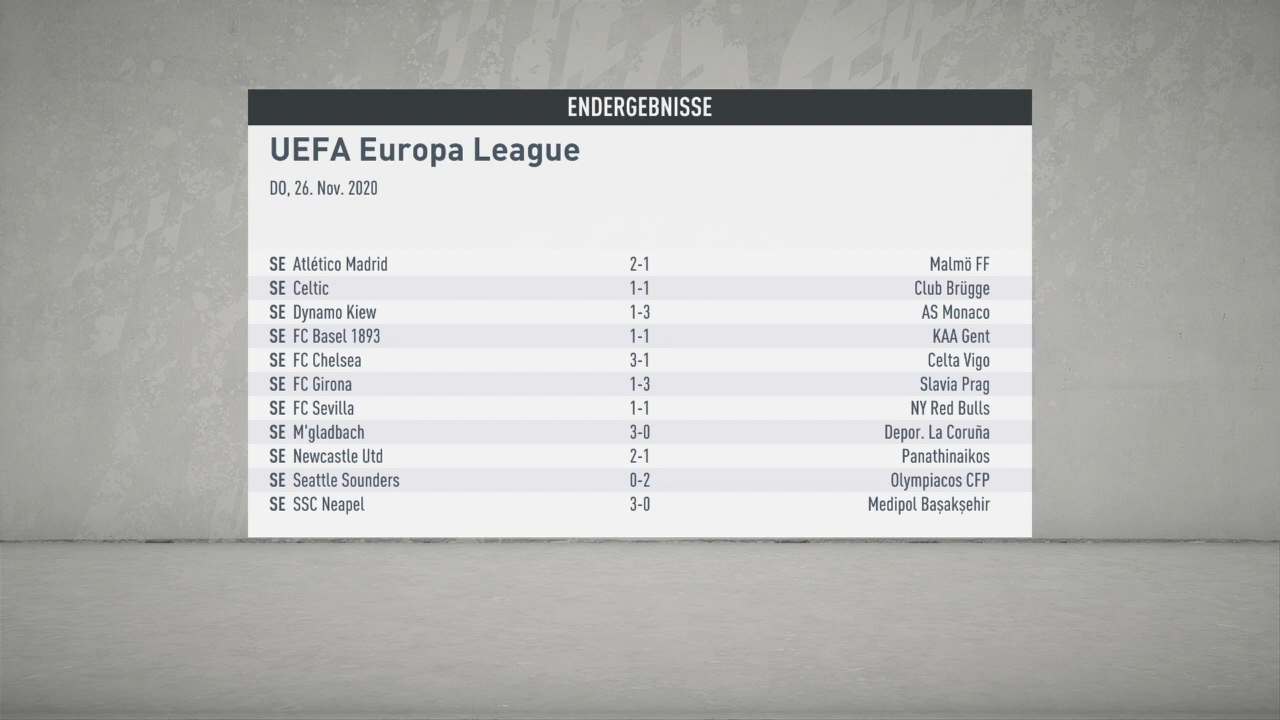 ENDERGEBNISSE
UEFA Europa League
DO, 26. Nov. 2020
SE Atlético Madrid 2-1 Malmö FF
SE Celtic 1-1 Club Brügge
SE Dynamo Kiew 1-3 AS Monaco
SE FC Basel 1893 1-1 KAA Gent
SE FC Chelsea 3-1 Celta Vigo
SE FC Girona 1-3 Slavia Prag
SE FC Sevilla 1-1 NY Red Bulls
SE M'gladbach 3-0 Depor. La Coruña
SE Newcastle Utd 2-1 Panathinaikos
SE Seattle Sounders 0-2 Olympiacos CFP
SE SSC Neapel 3-0 Medipol Başakşehir